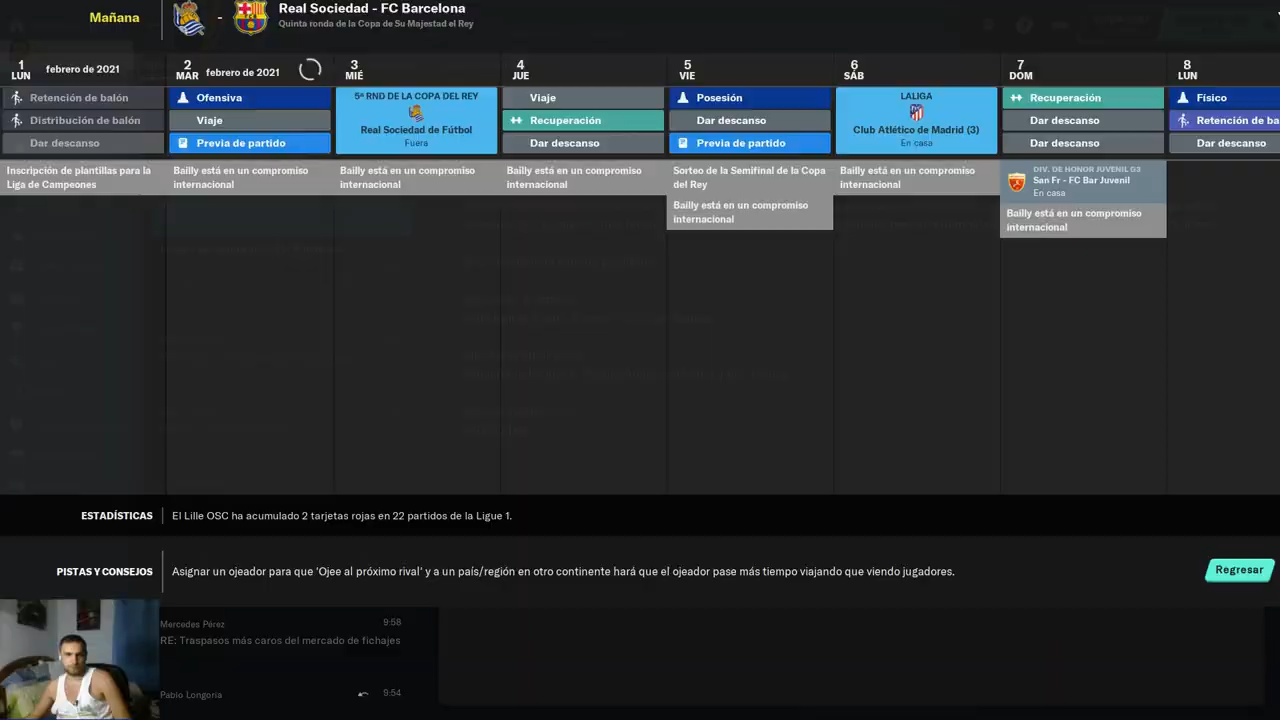 Mañana
Real Sociedad - FC Barcelona
Quinta ronda de la Copa de Su Majestad el Rey
1
LUN
febrero de 2021
2
MAR
febrero de 2021
3
MIÉ
4
JUE
5
VIE
6
SÁB
7
DOM
8
LUN
Retención de balón
Distribución de balón
Dar descanso
Inscripción de plantillas para la
Liga de Campeones
Ofensiva
Viaje
Previa de partido
Bailly está en un compromiso
internacional
5ª RND DE LA COPA DEL REY
Real Sociedad de Fútbol
Fuera
Bailly está en un compromiso
internacional
Viaje
Recuperación
Dar descanso
Bailly está en un compromiso
internacional
Posesión
Dar descanso
Previa de partido
Sorteo de la Semifinal de la Copa
del Rey
Bailly está en un compromiso
internacional
LALIGA
Club Atlético de Madrid (3)
En casa
Bailly está en un compromiso
internacional
Recuperación
Dar descanso
Dar descanso
DIV. DE HONOR JUVENIL G3
San Fr - FC Bar Juvenil
En casa
Bailly está en un compromiso
internacional
Físico
Retención de ba
Dar descanso
ESTADÍSTICAS
El Lille OSC ha acumulado 2 tarjetas rojas en 22 partidos de la Ligue 1.
PISTAS Y CONSEJOS
Asignar un ojeador para que 'Ojee al próximo rival' y a un país/región en otro continente hará que el ojeador pase más tiempo viajando que viendo jugadores.
Regresar
Mercedes Pérez
9:58
RE: Traspasos más caros del mercado de fichajes
Pablo Longoria
9:54